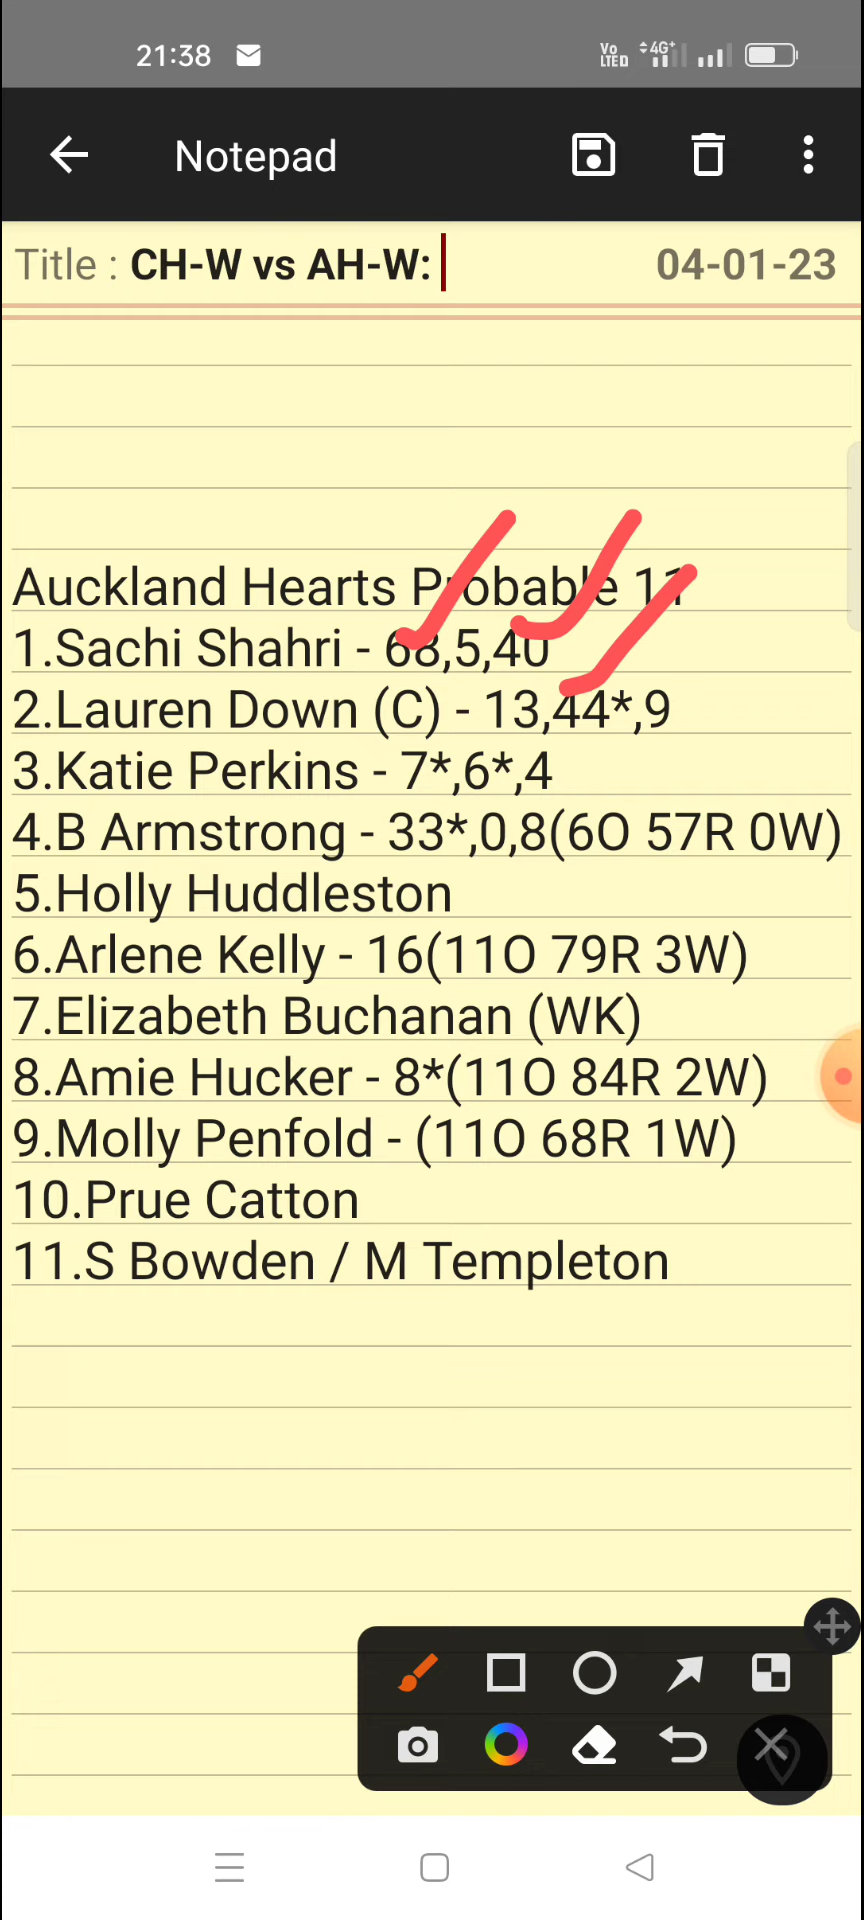 21:38 Vo LTED 4G+
Notepad
Title : CH-W vs AH-W: 04-01-23
Auckland Hearts Probable 11
1.Sachi Shahri - 68,5,40
2.Lauren Down (C) - 13,44*,9
3.Katie Perkins - 7*,6*,4
4.B Armstrong - 33*,0,8(6O 57R 0W)
5.Holly Huddleston
6.Arlene Kelly - 16(11O 79R 3W)
7.Elizabeth Buchanan (WK)
8.Amie Hucker - 8*(11O 84R 2W)
9.Molly Penfold - (11O 68R 1W)
10.Prue Catton
11.S Bowden / M Templeton